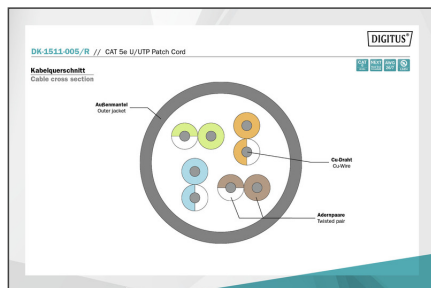 DIGITUS®
DK-1511-005/R // CAT 5e U/UTP Patch Cord
Kabelquerschnitt
Cable cross section
Außenmantel
Outer jacket
Cu-Draht
Cu-Wire
Adernpaare
Twisted pair